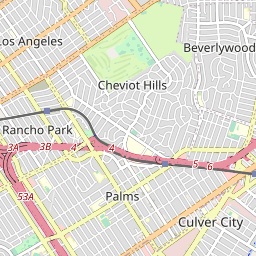 Los Angeles
Beverlywood
Cheviot Hills
Rancho Park
3A
3B
4
4
5
6
53A
Palms
Culver City